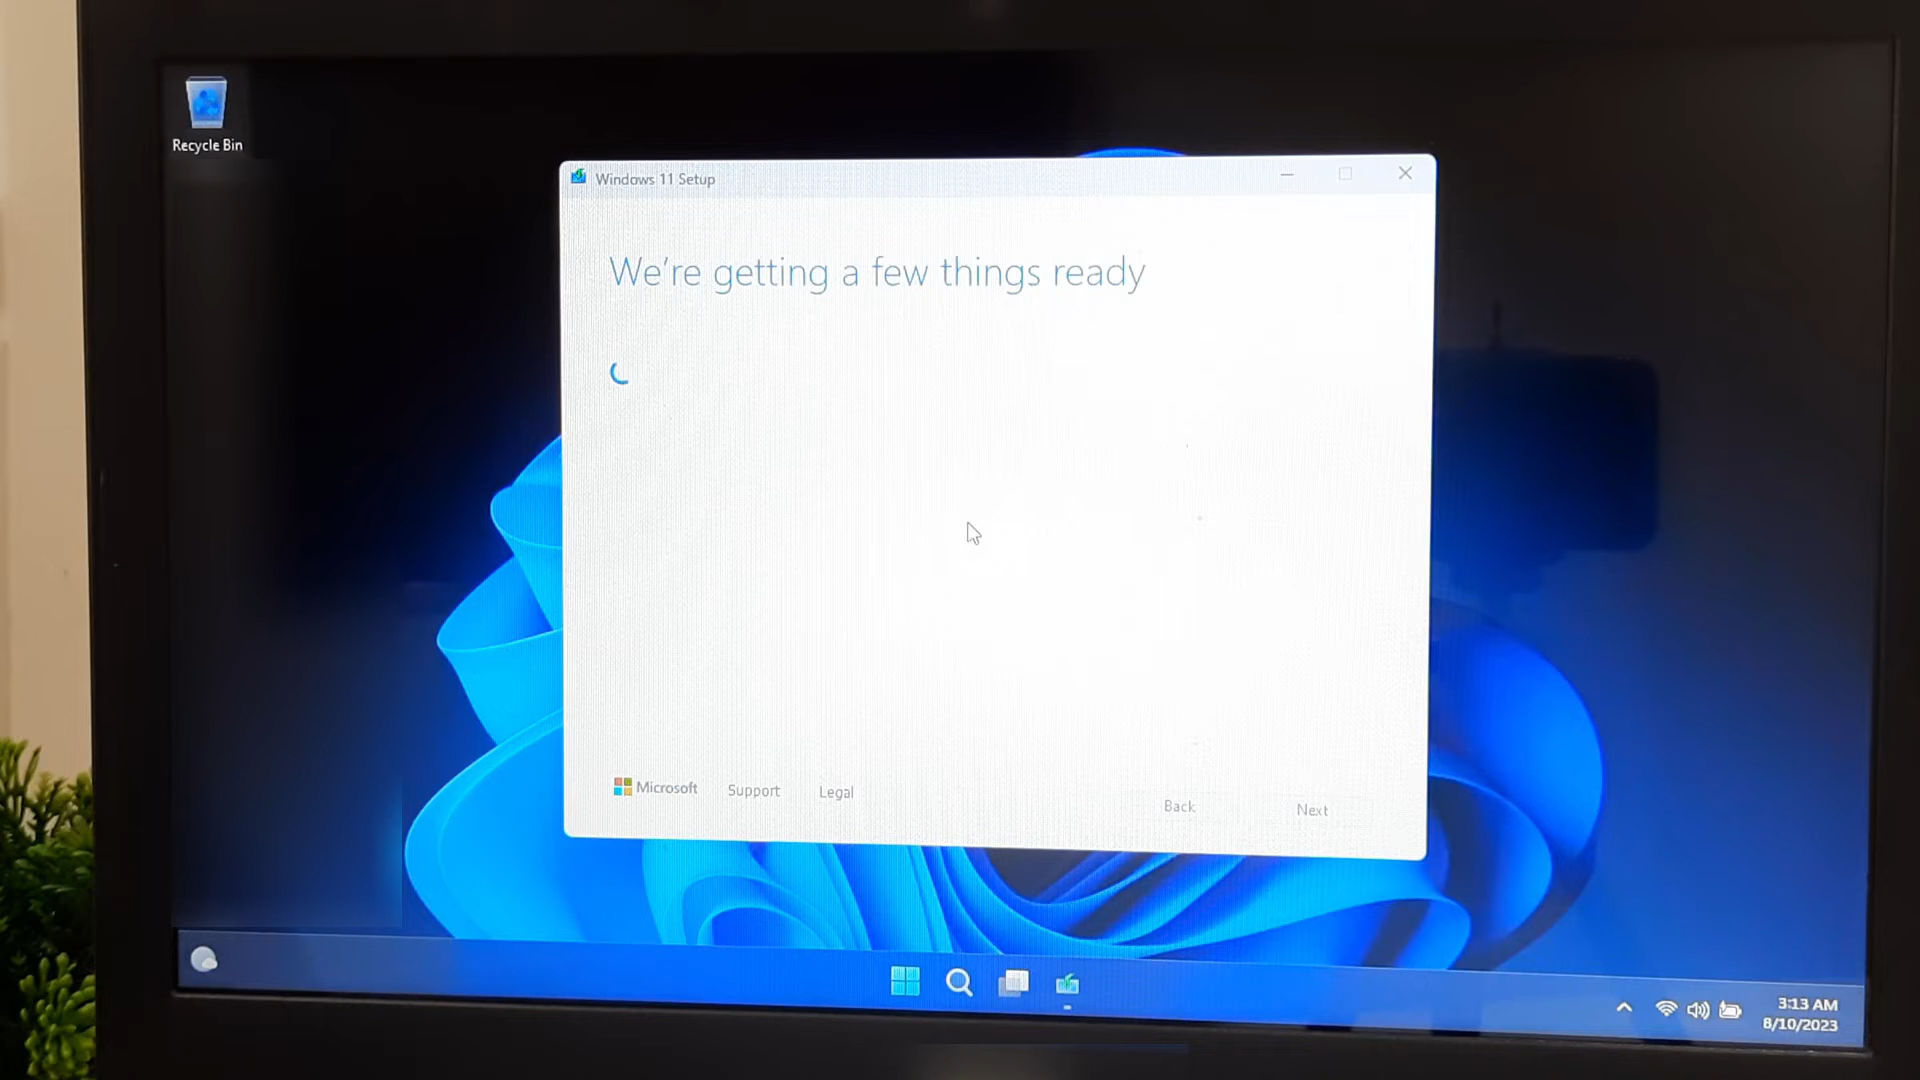 Recycle Bin
Windows 11 Setup
We're getting a few things ready
Microsoft Support Legal
Back Next
3:13 AM
8/10/2023